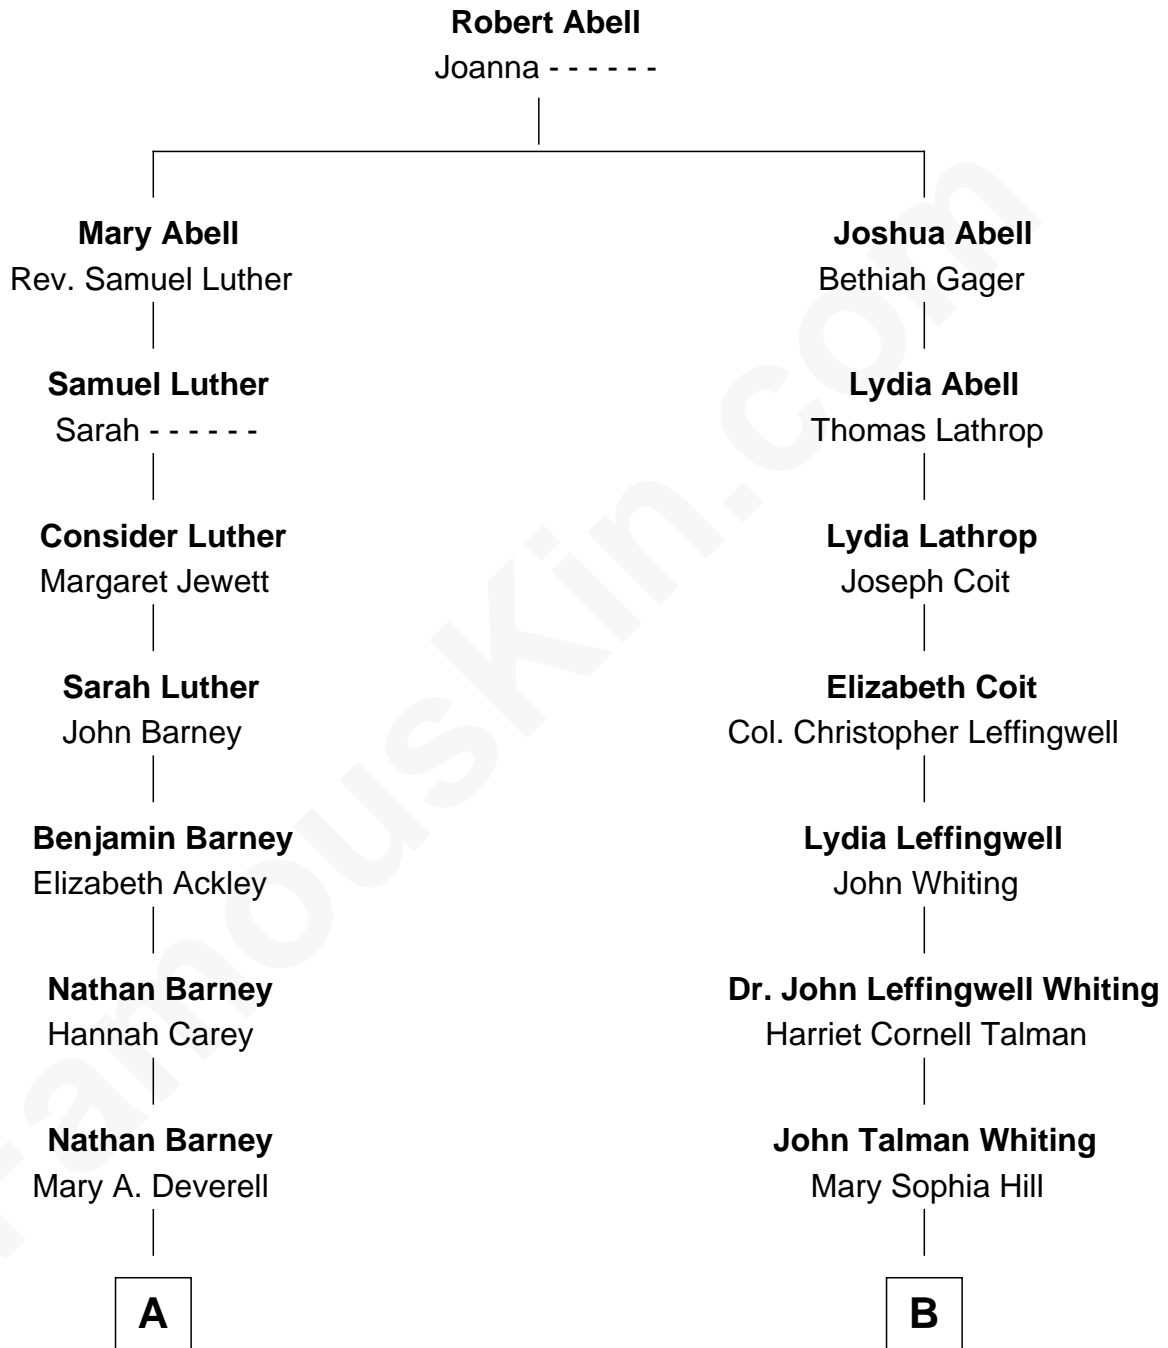 Robert Abell
Joanna - - - - - -
Mary Abell
Rev. Samuel Luther
Joshua Abell
Bethiah Gager
Samuel Luther
Sarah - - - - - -
Lydia Abell
Thomas Lathrop
Consider Luther
Margaret Jewett
Lydia Lathrop
Joseph Coit
Sarah Luther
John Barney
Elizabeth Coit
Col. Christopher Leffingwell
Benjamin Barney
Elizabeth Ackley
Lydia Leffingwell
John Whiting
Nathan Barney
Hannah Carey
Dr. John Leffingwell Whiting
Harriet Cornell Talman
Nathan Barney
Mary A. Deverell
John Talman Whiting
Mary Sophia Hill
A
B
FamousKin.com